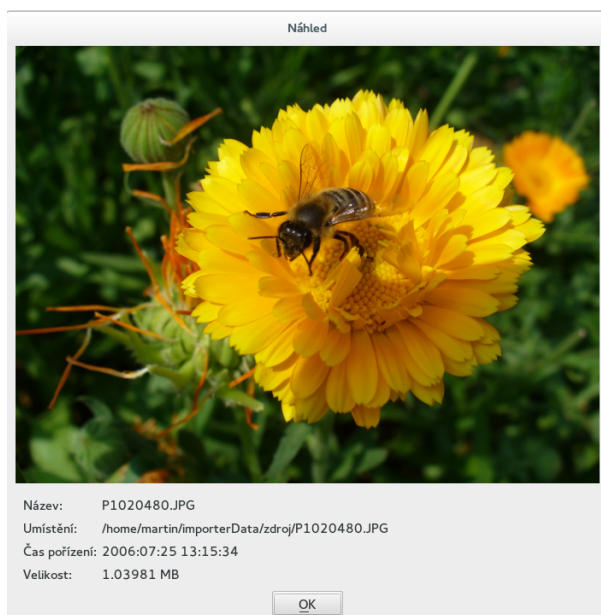 Náhled
Název: P1020480.JPG
Umístění: /home/martin/importerData/zdroj/P1020480.JPG
Čas pořízení: 2006:07:25 13:15:34
Velikost: 1.03981 MB
OK